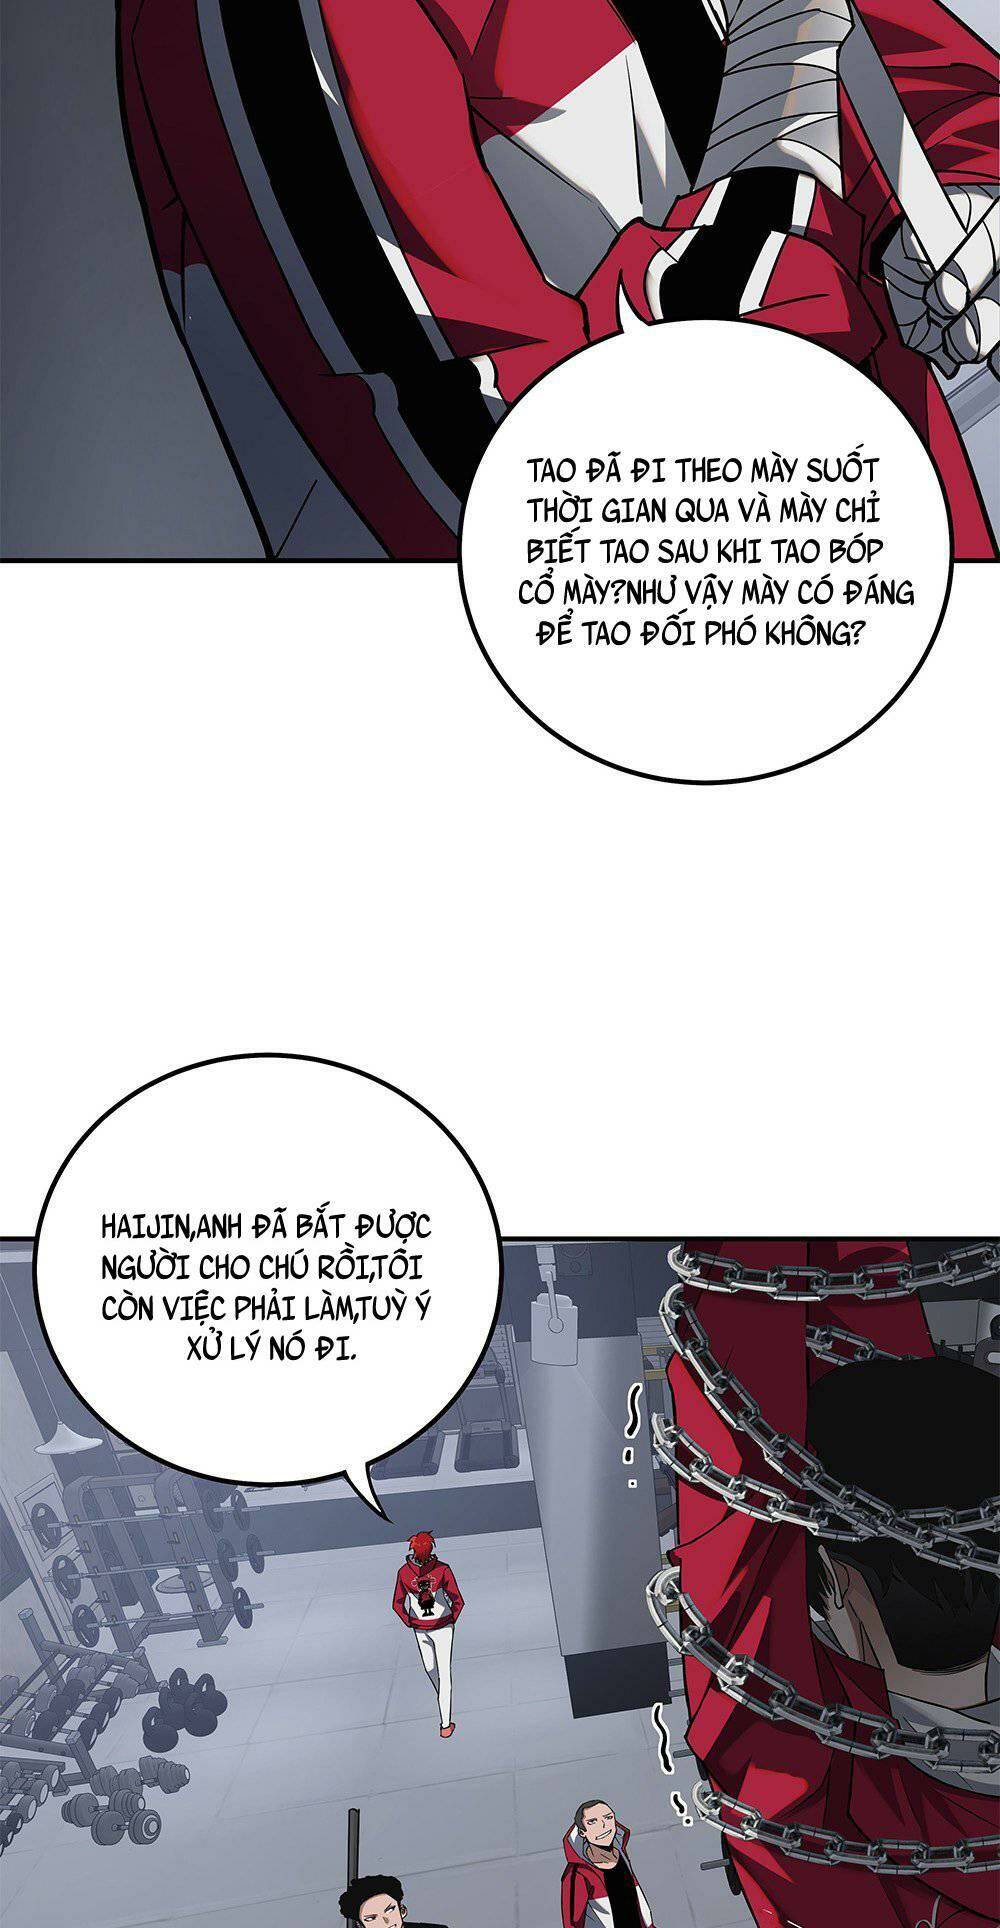 TAO ĐÃ ĐI THEO MÀY SUỐT
THỜI GIAN QUA VÀ MÀY CHỈ
BIẾT TAO SAU KHI TAO BÓP
CỔ MÀY?NHƯ VẬY MÀY CÓ ĐÁNG
ĐỂ TAO ĐỐI PHÓ KHÔNG?
HAIJIN,ANH ĐÃ BẮT ĐƯỢC
NGƯỜI CHO CHÚ RỒI,TÔI
CÒN VIỆC PHẢI LÀM,TUỲ Ý
XỬ LÝ NÓ ĐI.